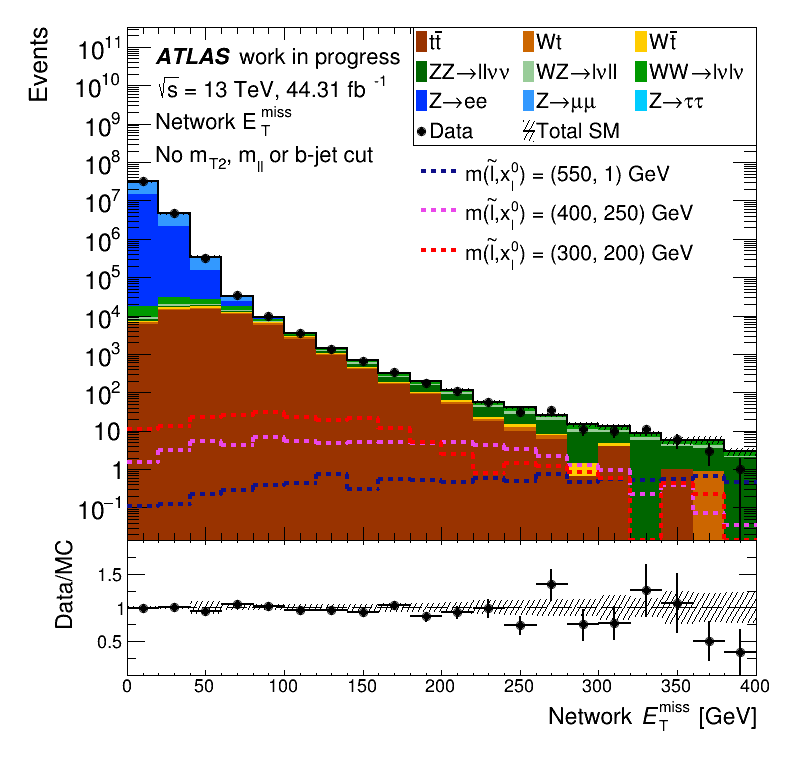 Events
10¹¹
10¹⁰
10⁹
10⁸
10⁷
10⁶
10⁵
10⁴
10³
10²
10
1
10⁻¹
ATLAS work in progress
√s = 13 TeV, 44.31 fb⁻¹
Network E_T^miss
No m_T2, m_ll or b-jet cut
tt̄ Wt Wt̄
ZZ→llνν WZ→lνll WW→lνlν
Z→ee Z→μμ Z→ττ
Data Total SM
m(l̃,x_l^0) = (550, 1) GeV
m(l̃,x_l^0) = (400, 250) GeV
m(l̃,x_l^0) = (300, 200) GeV
Data/MC
1.5
1
0.5
0 50 100 150 200 250 300 350 400
Network E_T^miss [GeV]